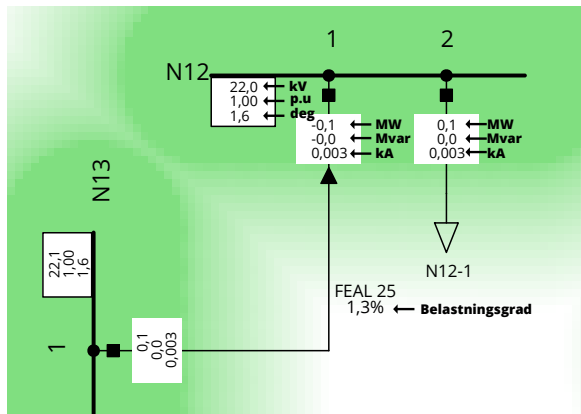 1 2
N12
22,0 kV
1,00 p.u
1,6 deg
-0,1 MW
-0,0 Mvar
0,003 kA
0,1 MW
0,0 Mvar
0,003 kA
N13
22,1
1,00
1,6
N12-1
FEAL 25
1,3% Belastningsgrad
1
0,1
0,0
0,003